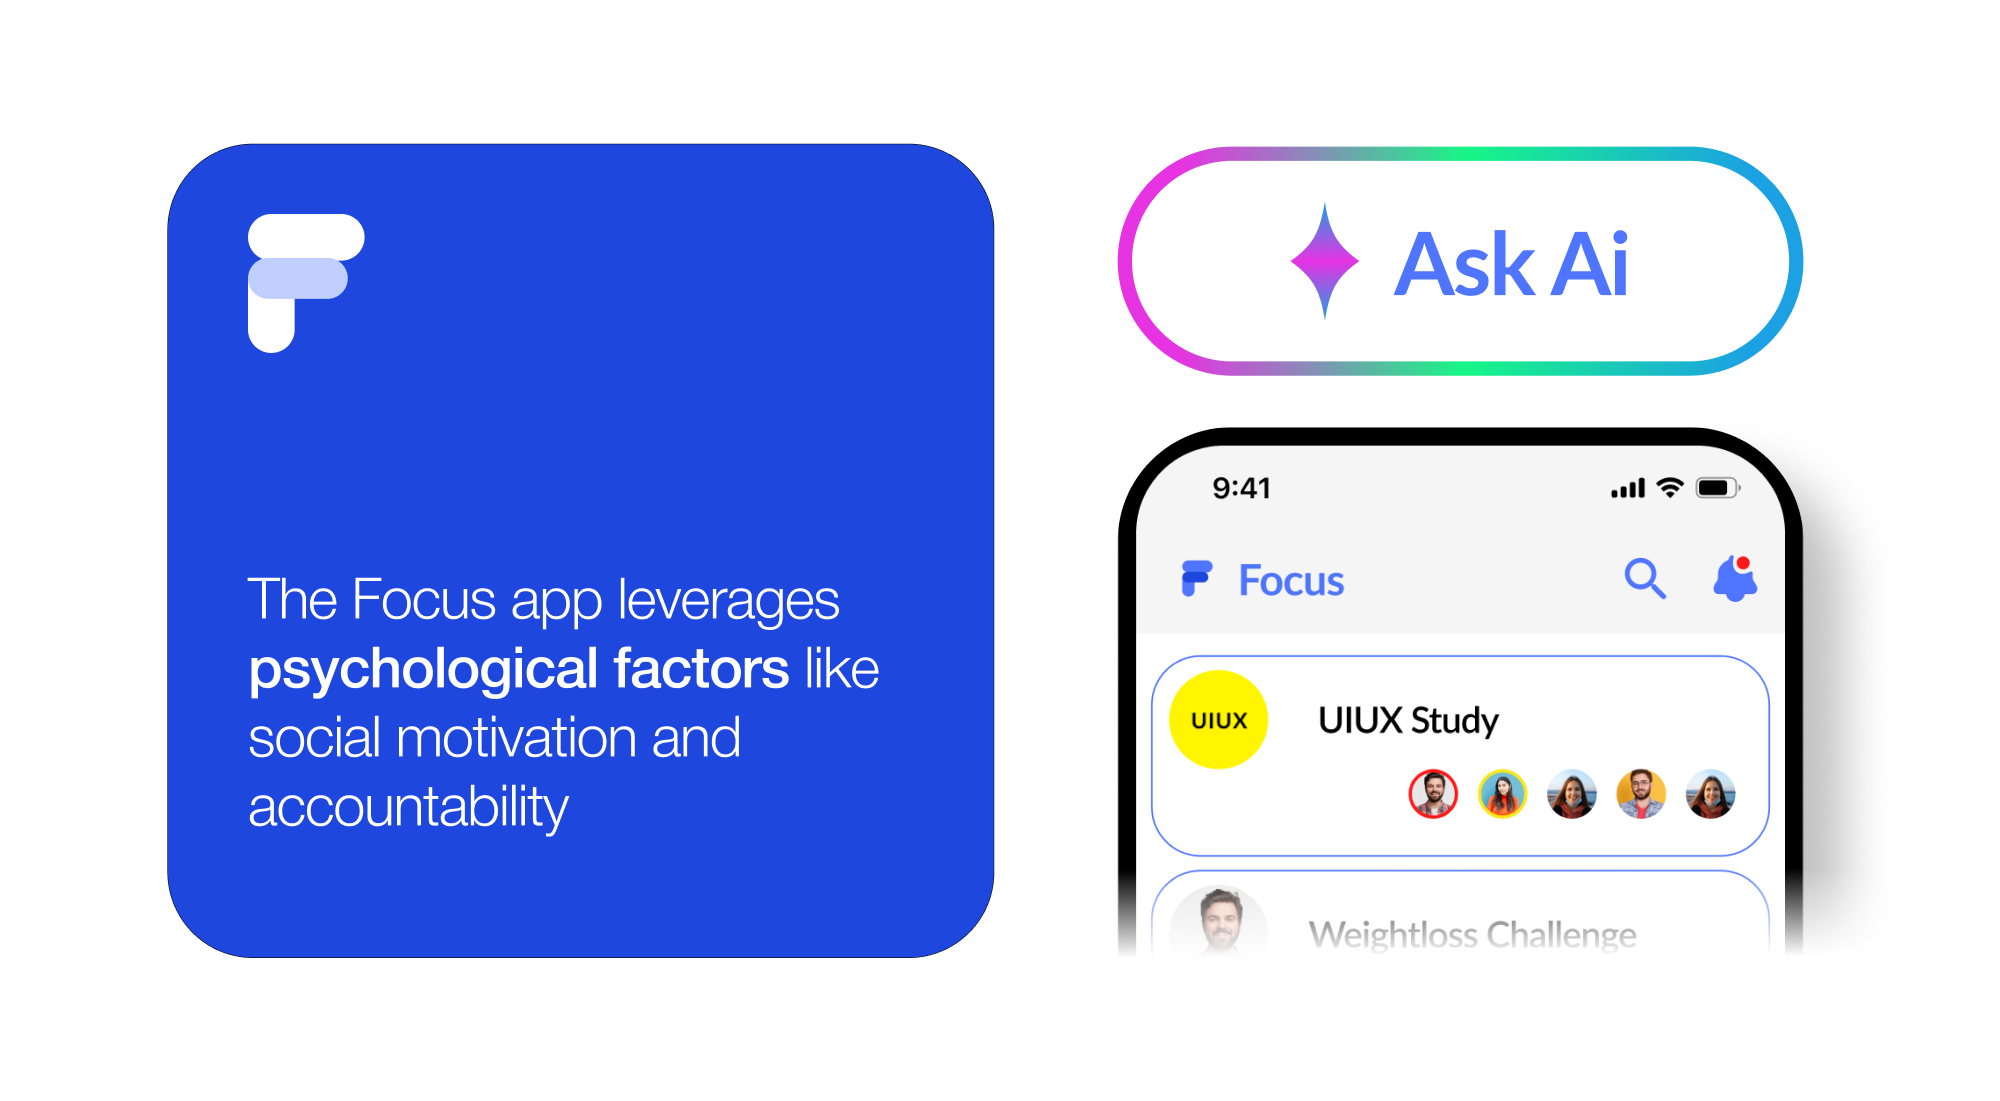 The Focus app leverages
psychological factors like
social motivation and
accountability
Ask Ai
9:41
Focus
UIUX
UIUX Study
Weightloss Challenge